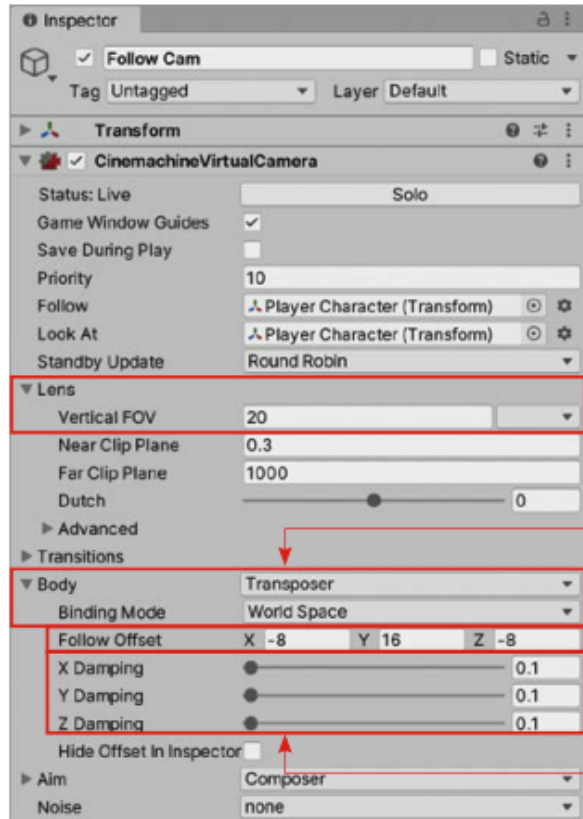 Inspector
Follow Cam Static
Tag Untagged Layer Default
Transform
CinemachineVirtualCamera
Status: Live Solo
Game Window Guides
Save During Play
Priority 10
Follow Player Character (Transform)
Look At Player Character (Transform)
Standby Update Round Robin
Lens
Vertical FOV 20
Near Clip Plane 0.3
Far Clip Plane 1000
Dutch 0
Advanced
Transitions
Body Transposer
Binding Mode World Space
Follow Offset X -8 Y 16 Z -8
X Damping 0.1
Y Damping 0.1
Z Damping 0.1
Hide Offset In Inspector
Aim Composer
Noise none